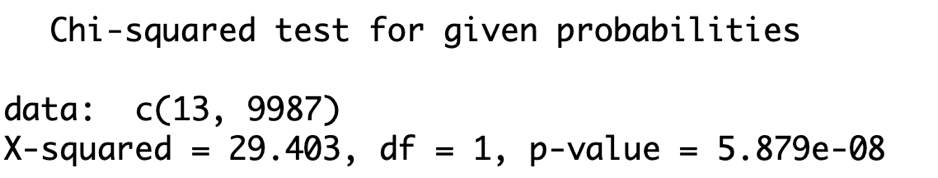 Chi-squared test for given probabilities
data:  c(13, 9987)
X-squared = 29.403, df = 1, p-value = 5.879e-08